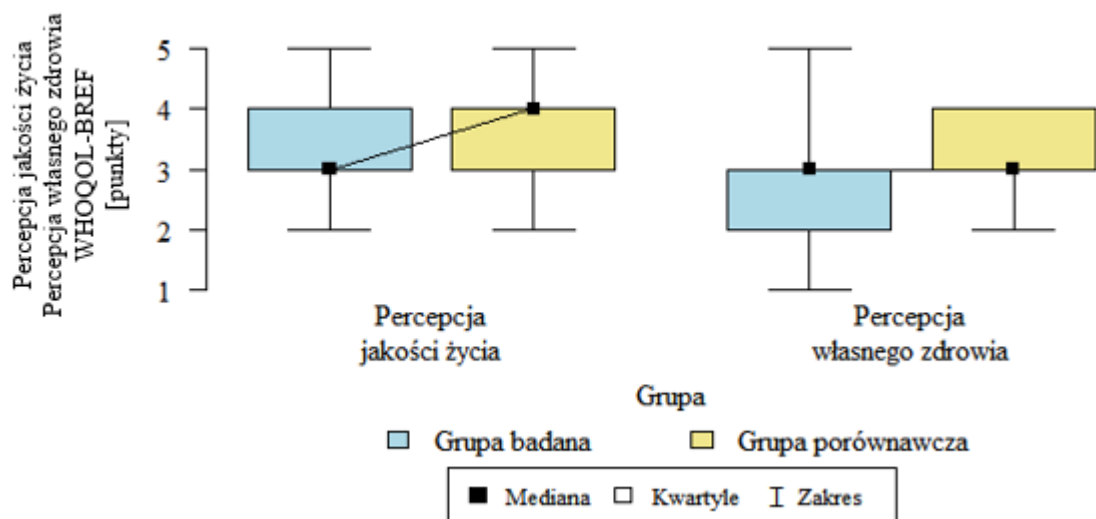 Percepcja jakości życia
Percepcja własnego zdrowia
WHOQOL-BREF
[punkty]
5
4
3
2
1
Percepcja
jakości życia
Percepcja
własnego zdrowia
Grupa
Grupa badana
Grupa porównawcza
Mediana
Kwartyle
Zakres